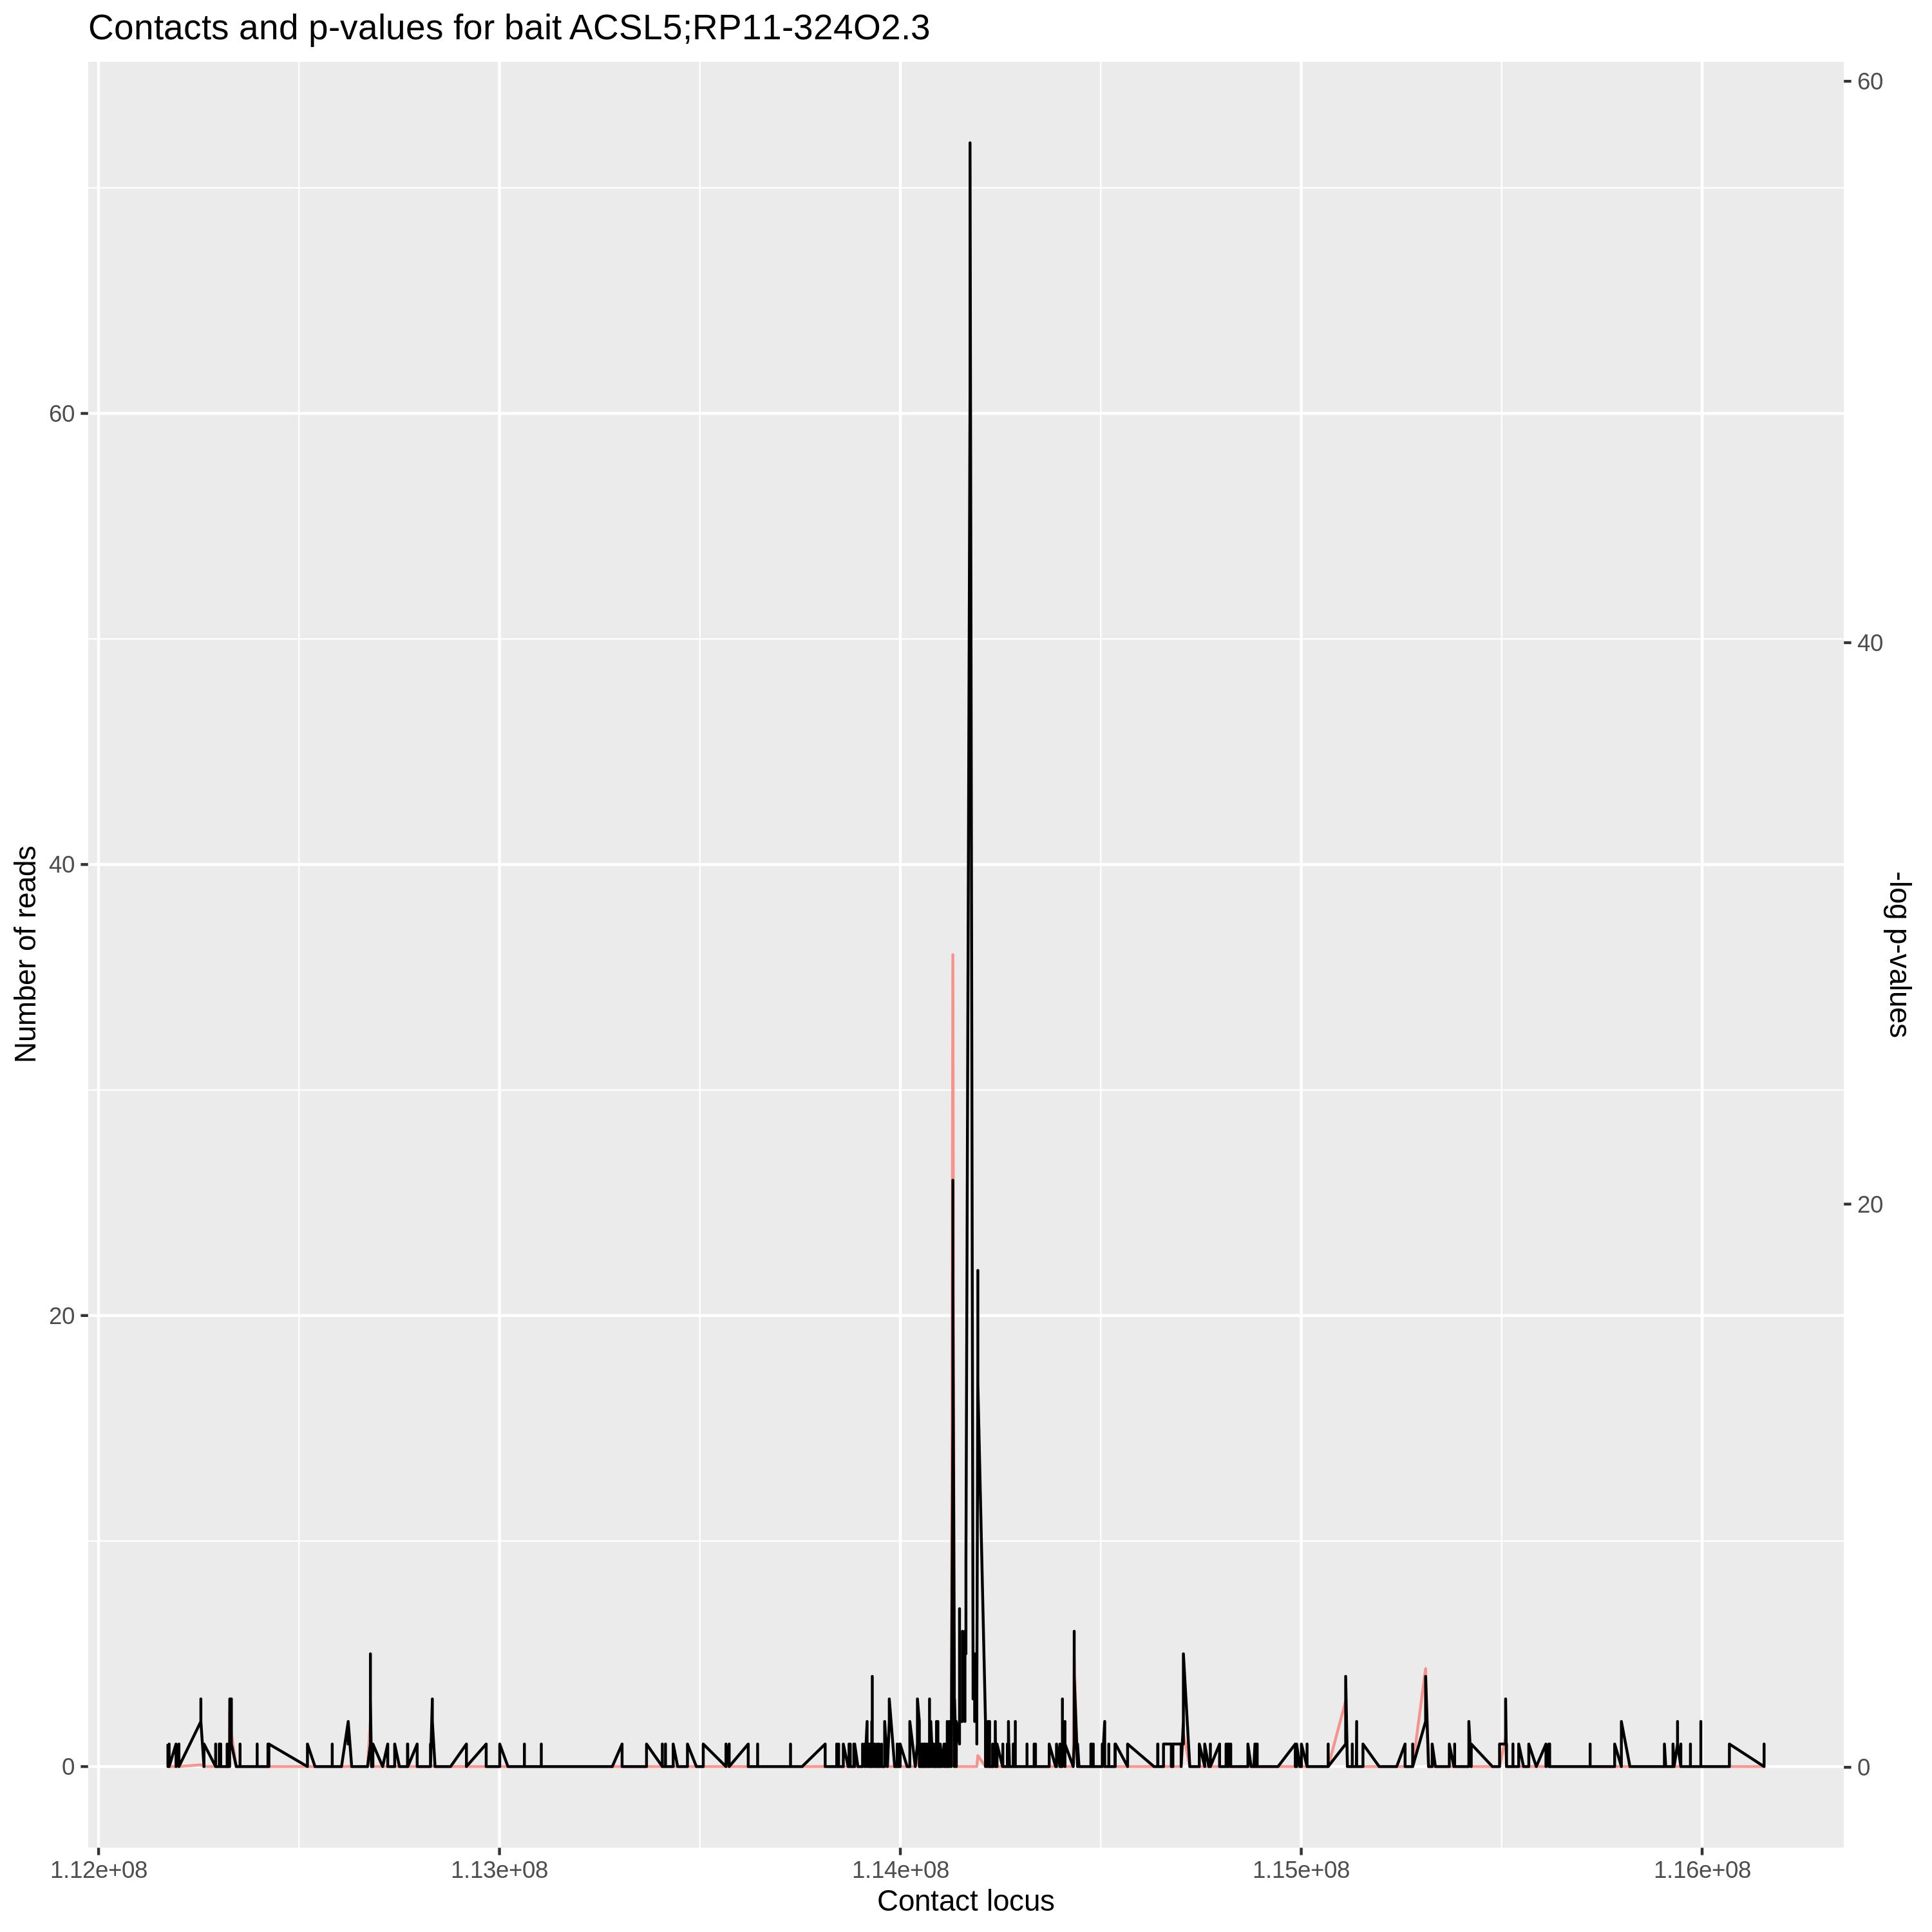 Contacts and p-values for bait ACSL5;RP11-324O2.3
60
40
20
0
Number of reads
60
40
20
0
-log p-values
1.12e+08 1.13e+08 1.14e+08 1.15e+08 1.16e+08
Contact locus